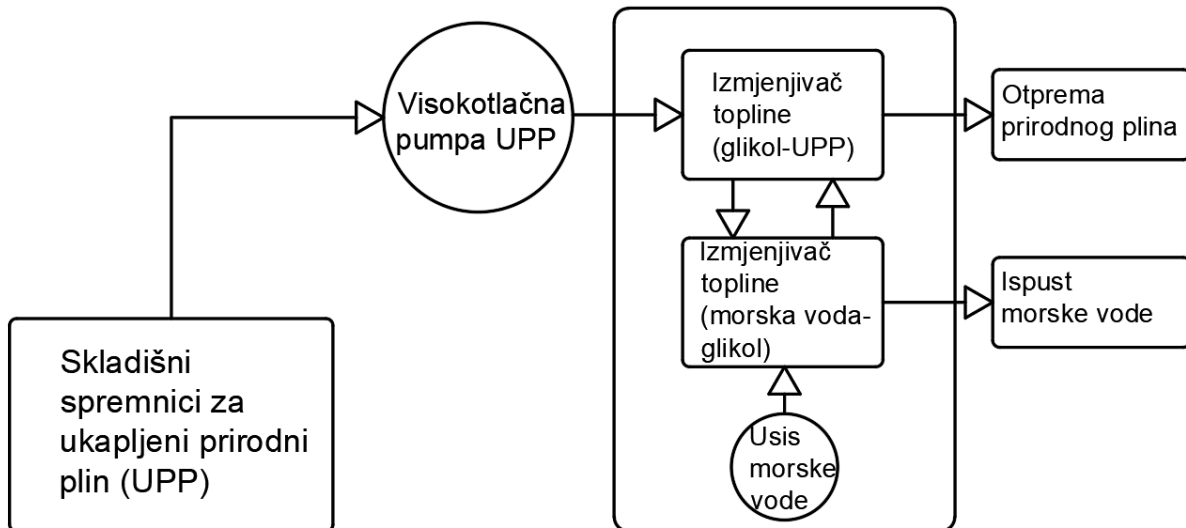 Visokotlačna
pumpa UPP
Izmjenjivač
topline
(glikol-UPP)
Otprema
prirodnog plina
Izmjenjivač
topline
(morska voda-
glikol)
Ispust
morske vode
Skladišni
spremnici za
ukapljeni prirodni
plin (UPP)
Usis
morske
vode